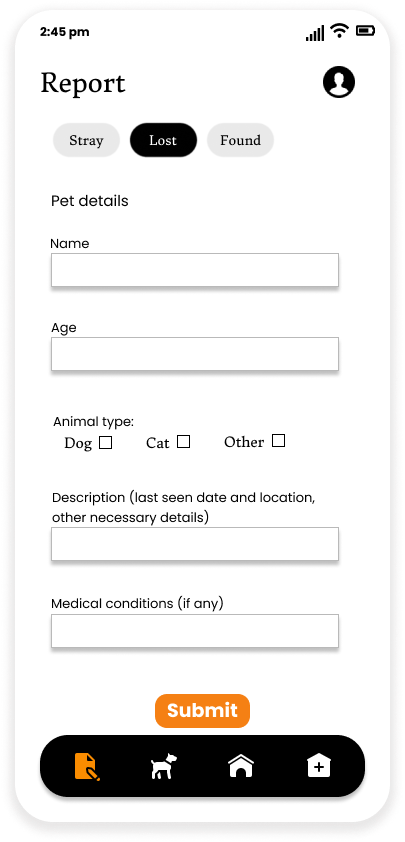 2:45 pm
Report
Stray Lost Found
Pet details
Name
Age
Animal type:
Dog Cat Other
Description (last seen date and location,
other necessary details)
Medical conditions (if any)
Submit